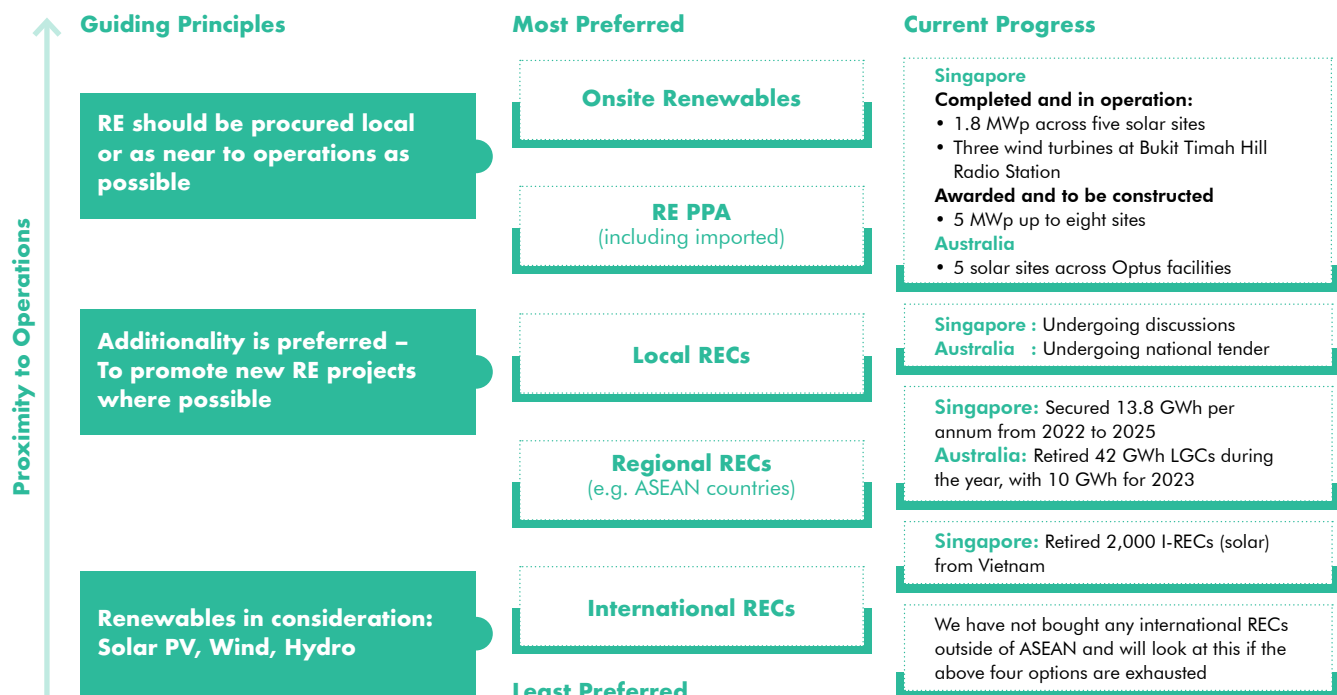 Guiding Principles
Most Preferred
Current Progress
Proximity to Operations
RE should be procured local
or as near to operations as
possible
Additionality is preferred –
To promote new RE projects
where possible
Renewables in consideration:
Solar PV, Wind, Hydro
Onsite Renewables
RE PPA
(including imported)
Local RECs
Regional RECs
(e.g. ASEAN countries)
International RECs
Least Preferred
Singapore
Completed and in operation:
• 1.8 MWp across five solar sites
• Three wind turbines at Bukit Timah Hill
Radio Station
Awarded and to be constructed
• 5 MWp up to eight sites
Australia
• 5 solar sites across Optus facilities
Singapore : Undergoing discussions
Australia : Undergoing national tender
Singapore: Secured 13.8 GWh per
annum from 2022 to 2025
Australia: Retired 42 GWh LGCs during
the year, with 10 GWh for 2023
Singapore: Retired 2,000 I-RECs (solar)
from Vietnam
We have not bought any international RECs
outside of ASEAN and will look at this if the
above four options are exhausted